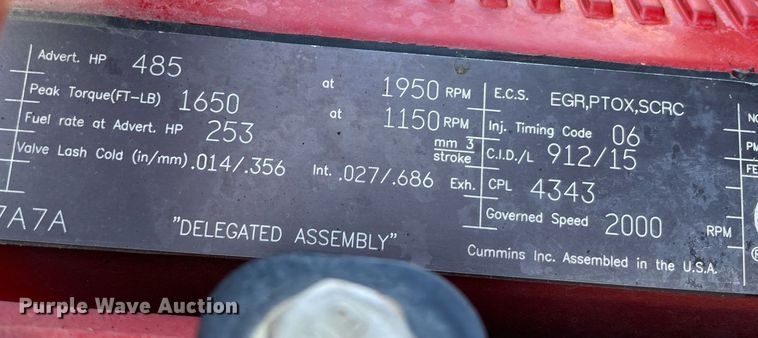 Advert. HP 485 at 1950 RPM
Peak Torque(FT-LB) 1650 at 1150 RPM
Fuel rate at Advert. HP 253 mm 3 stroke
Valve Lash Cold (in/mm) .014/.356 Int. .027/.686 Exh.
7A7A
"DELEGATED ASSEMBLY"
E.C.S. EGR,PTOX,SCRC
Inj. Timing Code 06
C.I.D./L 912/15
CPL 4343
Governed Speed 2000 RPM
Cummins Inc. Assembled in the U.S.A.
NO
PM
FE
®
Purple Wave Auction